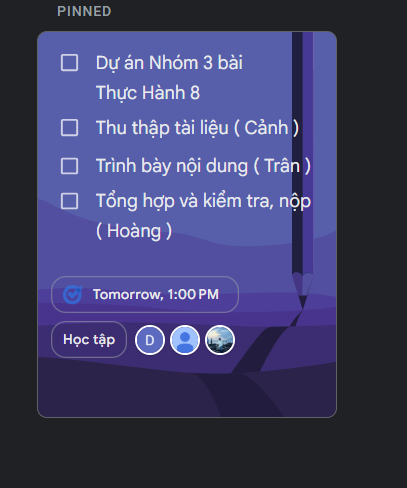 PINNED
Dự án Nhóm 3 bài
Thực Hành 8
Thu thập tài liệu ( Cảnh )
Trình bày nội dung ( Trân )
Tổng hợp và kiểm tra, nộp
( Hoàng )
Tomorrow, 1:00 PM
Học tập
D